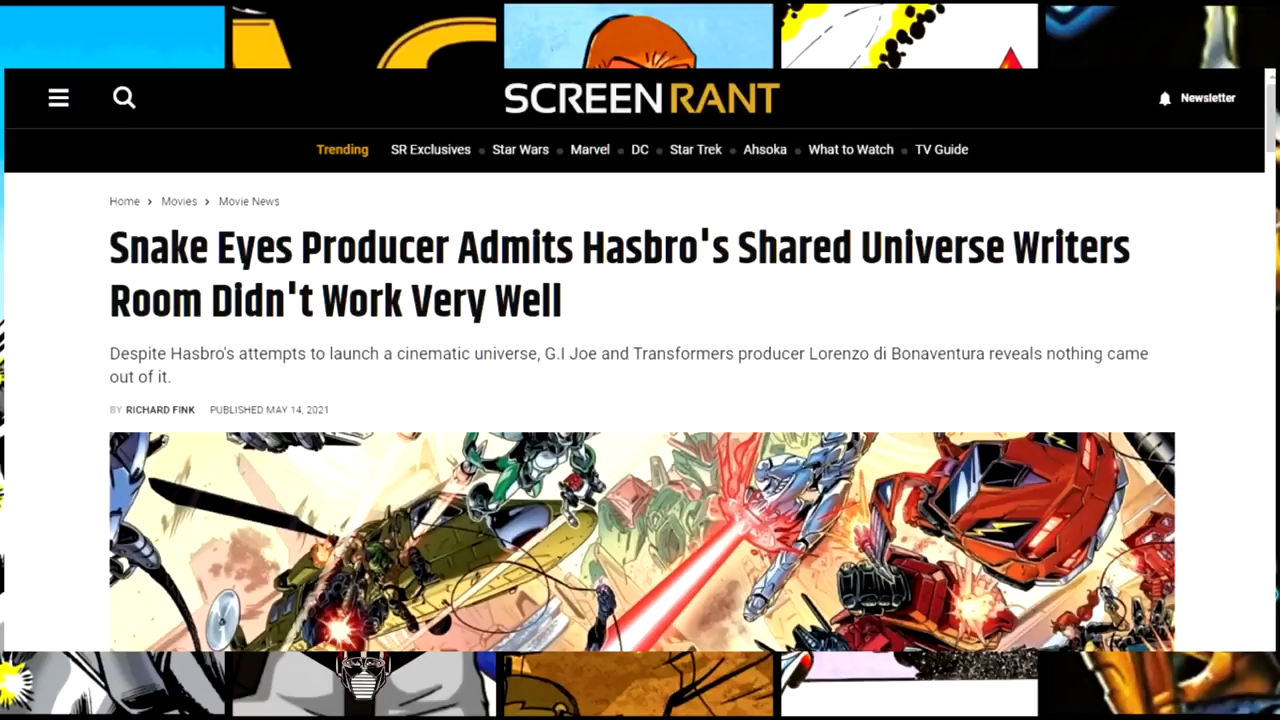 SCREENRANT
Newsletter
Trending SR Exclusives Star Wars Marvel DC Star Trek Ahsoka What to Watch TV Guide
Home > Movies > Movie News
Snake Eyes Producer Admits Hasbro's Shared Universe Writers
Room Didn't Work Very Well
Despite Hasbro's attempts to launch a cinematic universe, G.I Joe and Transformers producer Lorenzo di Bonaventura reveals nothing came
out of it.
BY RICHARD FINK PUBLISHED MAY 14, 2021